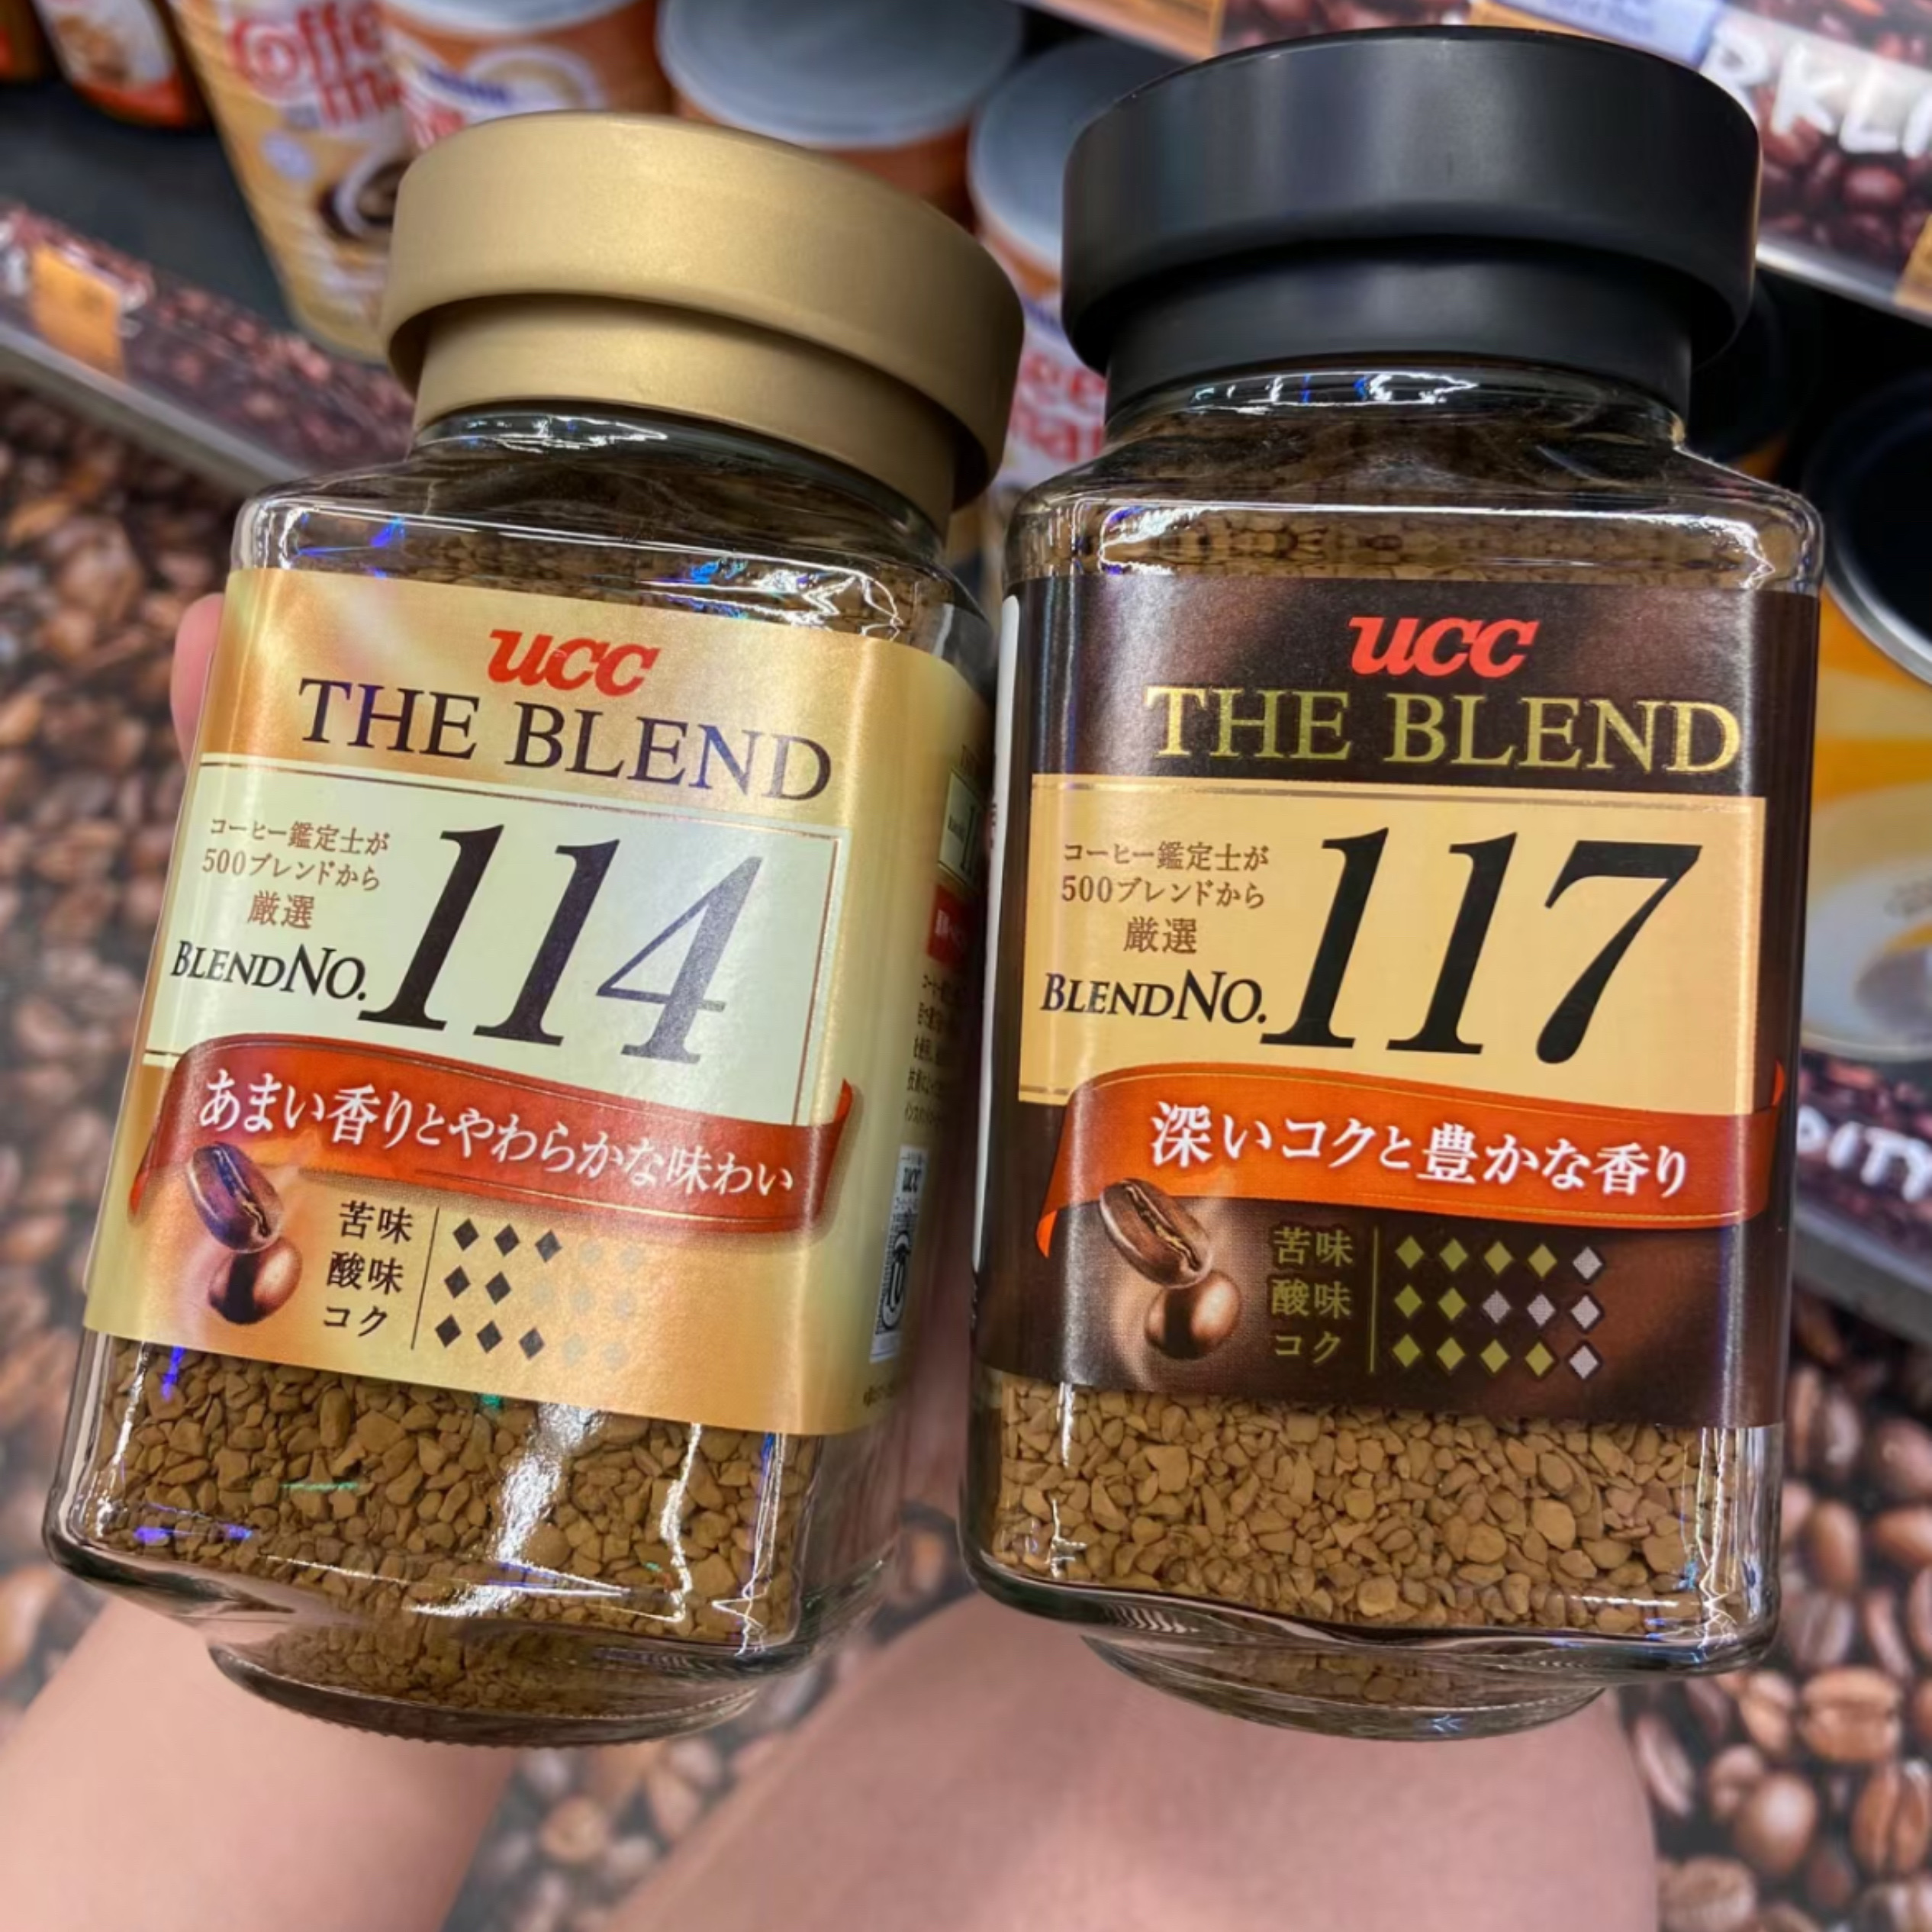 Coffee
ma
ucc
THE BLEND
コーヒー鑑定士が
500ブレンドから
厳選
BLEND NO. 114
あまい香りとやわらかな味わい
苦味
酸味
コク
ucc
THE BLEND
コーヒー鑑定士が
500ブレンドから
厳選
BLEND NO. 117
深いコクと豊かな香り
苦味
酸味
コク
ucc